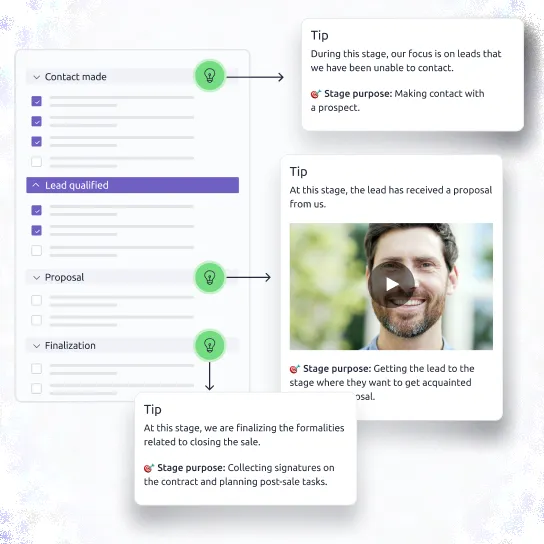 Contact made
Lead qualified
Proposal
Finalization
Tip
During this stage, our focus is on leads that
we have been unable to contact.
🎯 Stage purpose: Making contact with
a prospect.
Tip
At this stage, the lead has received a proposal
from us.
🎯 Stage purpose: Getting the lead to the
stage where they want to get acquainted
Tip
At this stage, we are finalizing the formalities
related to closing the sale.
🎯 Stage purpose: Collecting signatures on
the contract and planning post-sale tasks.